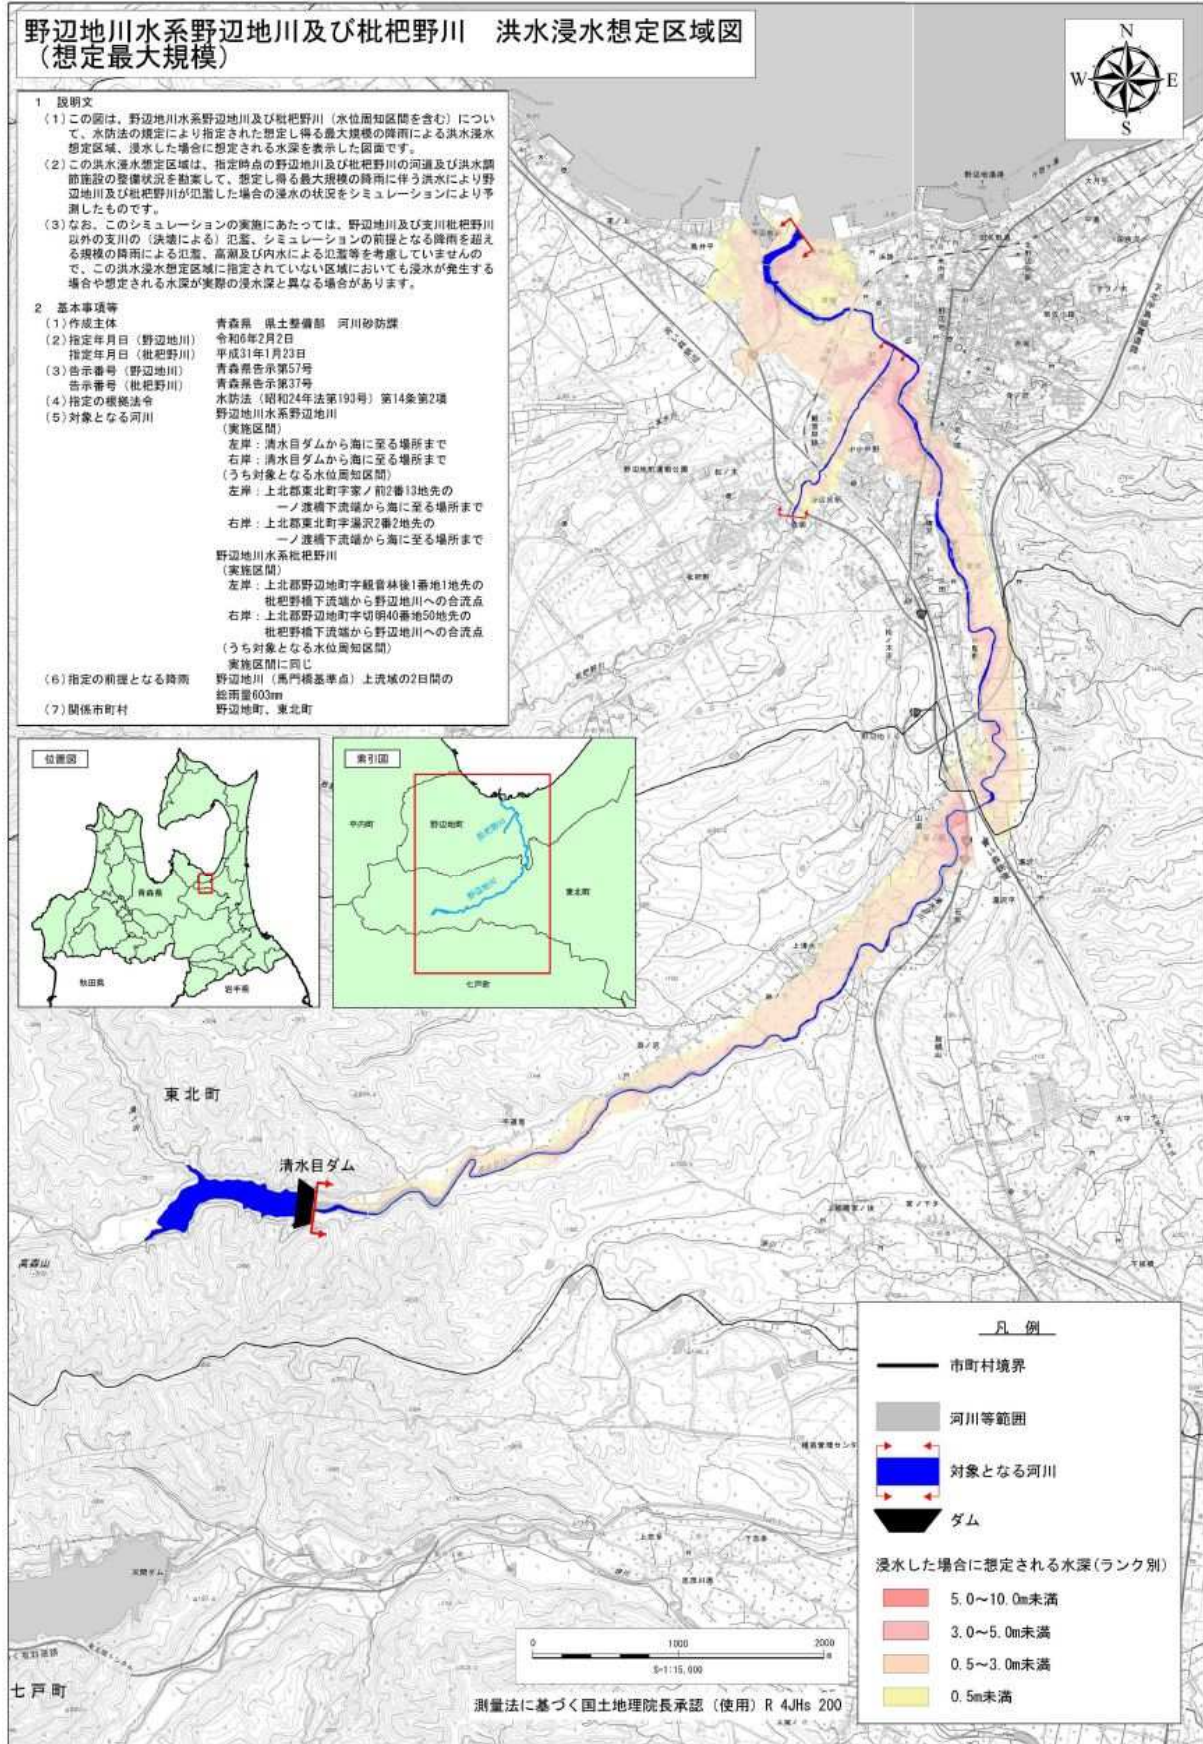 野辺地川水系野辺地川及び枇杷野川　洪水浸水想定区域図
（想定最大規模）
N
W
E
S
1　説明文
(1)この図は、野辺地川水系野辺地川及び枇杷野川（水位周知区間を含む）につい
て、水防法の規定により指定された想定し得る最大規模の降雨による洪水浸水
想定区域、浸水した場合に想定される水深を表示した図面です。
(2)この洪水浸水想定区域は、指定時点の野辺地川及び枇杷野川の河道及び洪水調
節施設の整備状況を勘案して、想定し得る最大規模の降雨に伴う洪水により野
辺地川及び枇杷野川が氾濫した場合の浸水の状況をシミュレーションにより予
測したものです。
(3)なお、このシミュレーションの実施にあたっては、野辺地川及び支川枇杷野川
以外の支川の（決壊による）氾濫、シミュレーションの前提となる降雨を超え
る規模の降雨による氾濫、高潮及び内水による氾濫等を考慮していませんの
で、この洪水浸水想定区域に指定されていない区域においても浸水が発生する
場合や想定される水深が実際の浸水深と異なる場合があります。
2　基本事項等
(1)作成主体　青森県　県土整備部　河川砂防課
(2)指定年月日（野辺地川）　令和6年2月2日
指定年月日（枇杷野川）　平成31年1月23日
(3)告示番号（野辺地川）　青森県告示第57号
告示番号（枇杷野川）　青森県告示第37号
(4)指定の根拠法令　水防法（昭和24年法第193号）第14条第2項
(5)対象となる河川　野辺地川水系野辺地川
（実施区間）
左岸：清水目ダムから海に至る場所まで
右岸：清水目ダムから海に至る場所まで
（うち対象となる水位周知区間）
左岸：上北郡東北町字家ノ前2番13地先の
一ノ渡橋下流端から海に至る場所まで
右岸：上北郡東北町字湯沢2番2地先の
一ノ渡橋下流端から海に至る場所まで
野辺地川水系枇杷野川
（実施区間）
左岸：上北郡野辺地町字観音林後1番地1地先の
枇杷野橋下流端から野辺地川への合流点
右岸：上北郡野辺地町字切明40番地50地先の
枇杷野橋下流端から野辺地川への合流点
（うち対象となる水位周知区間）
実施区間に同じ
(6)指定の前提となる降雨　野辺地川（馬門橋基準点）上流域の2日間の
総雨量603mm
(7)関係市町村　野辺地町、東北町
位置図
青森県
秋田県
岩手県
索引図
平内町
野辺地町
枇杷野川
野辺地川
東北町
七戸町
野辺地町運動公園
枇杷野
上清水
東北町
清水目ダム
高森山
天間ダム
七戸町
凡　例
市町村境界
河川等範囲
対象となる河川
ダム
浸水した場合に想定される水深(ランク別)
5.0～10.0m未満
3.0～5.0m未満
0.5～3.0m未満
0.5m未満
0　1000　2000
m
S=1:15,000
測量法に基づく国土地理院長承認（使用）R 4JHs 200